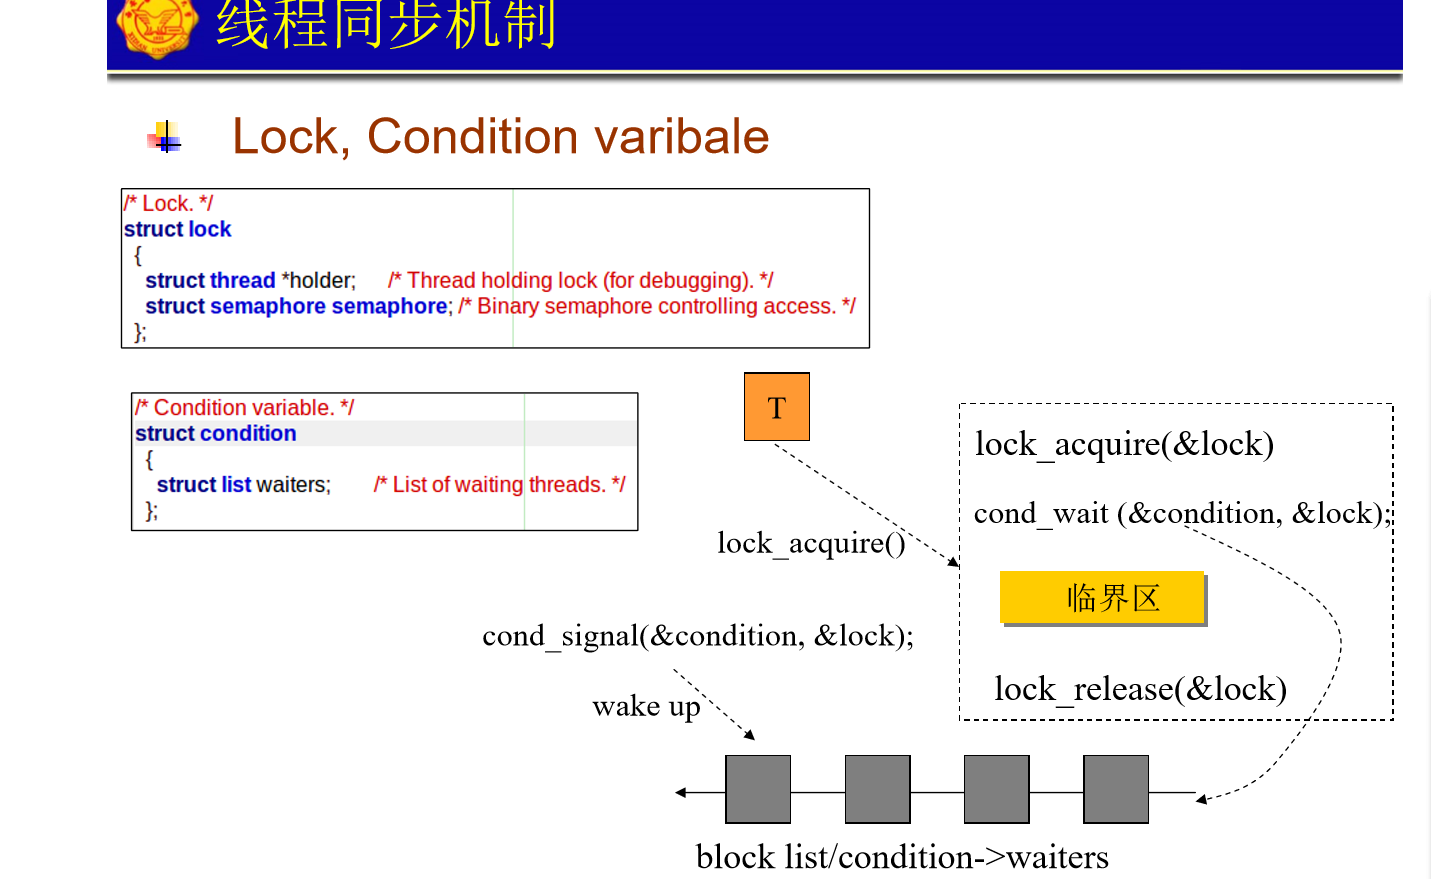 线程同步机制
Lock, Condition varibale
/* Lock. */
struct lock
{
struct thread *holder; /* Thread holding lock (for debugging). */
struct semaphore semaphore; /* Binary semaphore controlling access. */
};
/* Condition variable. */
struct condition
{
struct list waiters; /* List of waiting threads. */
};
T
lock_acquire()
lock_acquire(&lock)
cond_wait (&condition, &lock);
临界区
lock_release(&lock)
cond_signal(&condition, &lock);
wake up
block list/condition->waiters